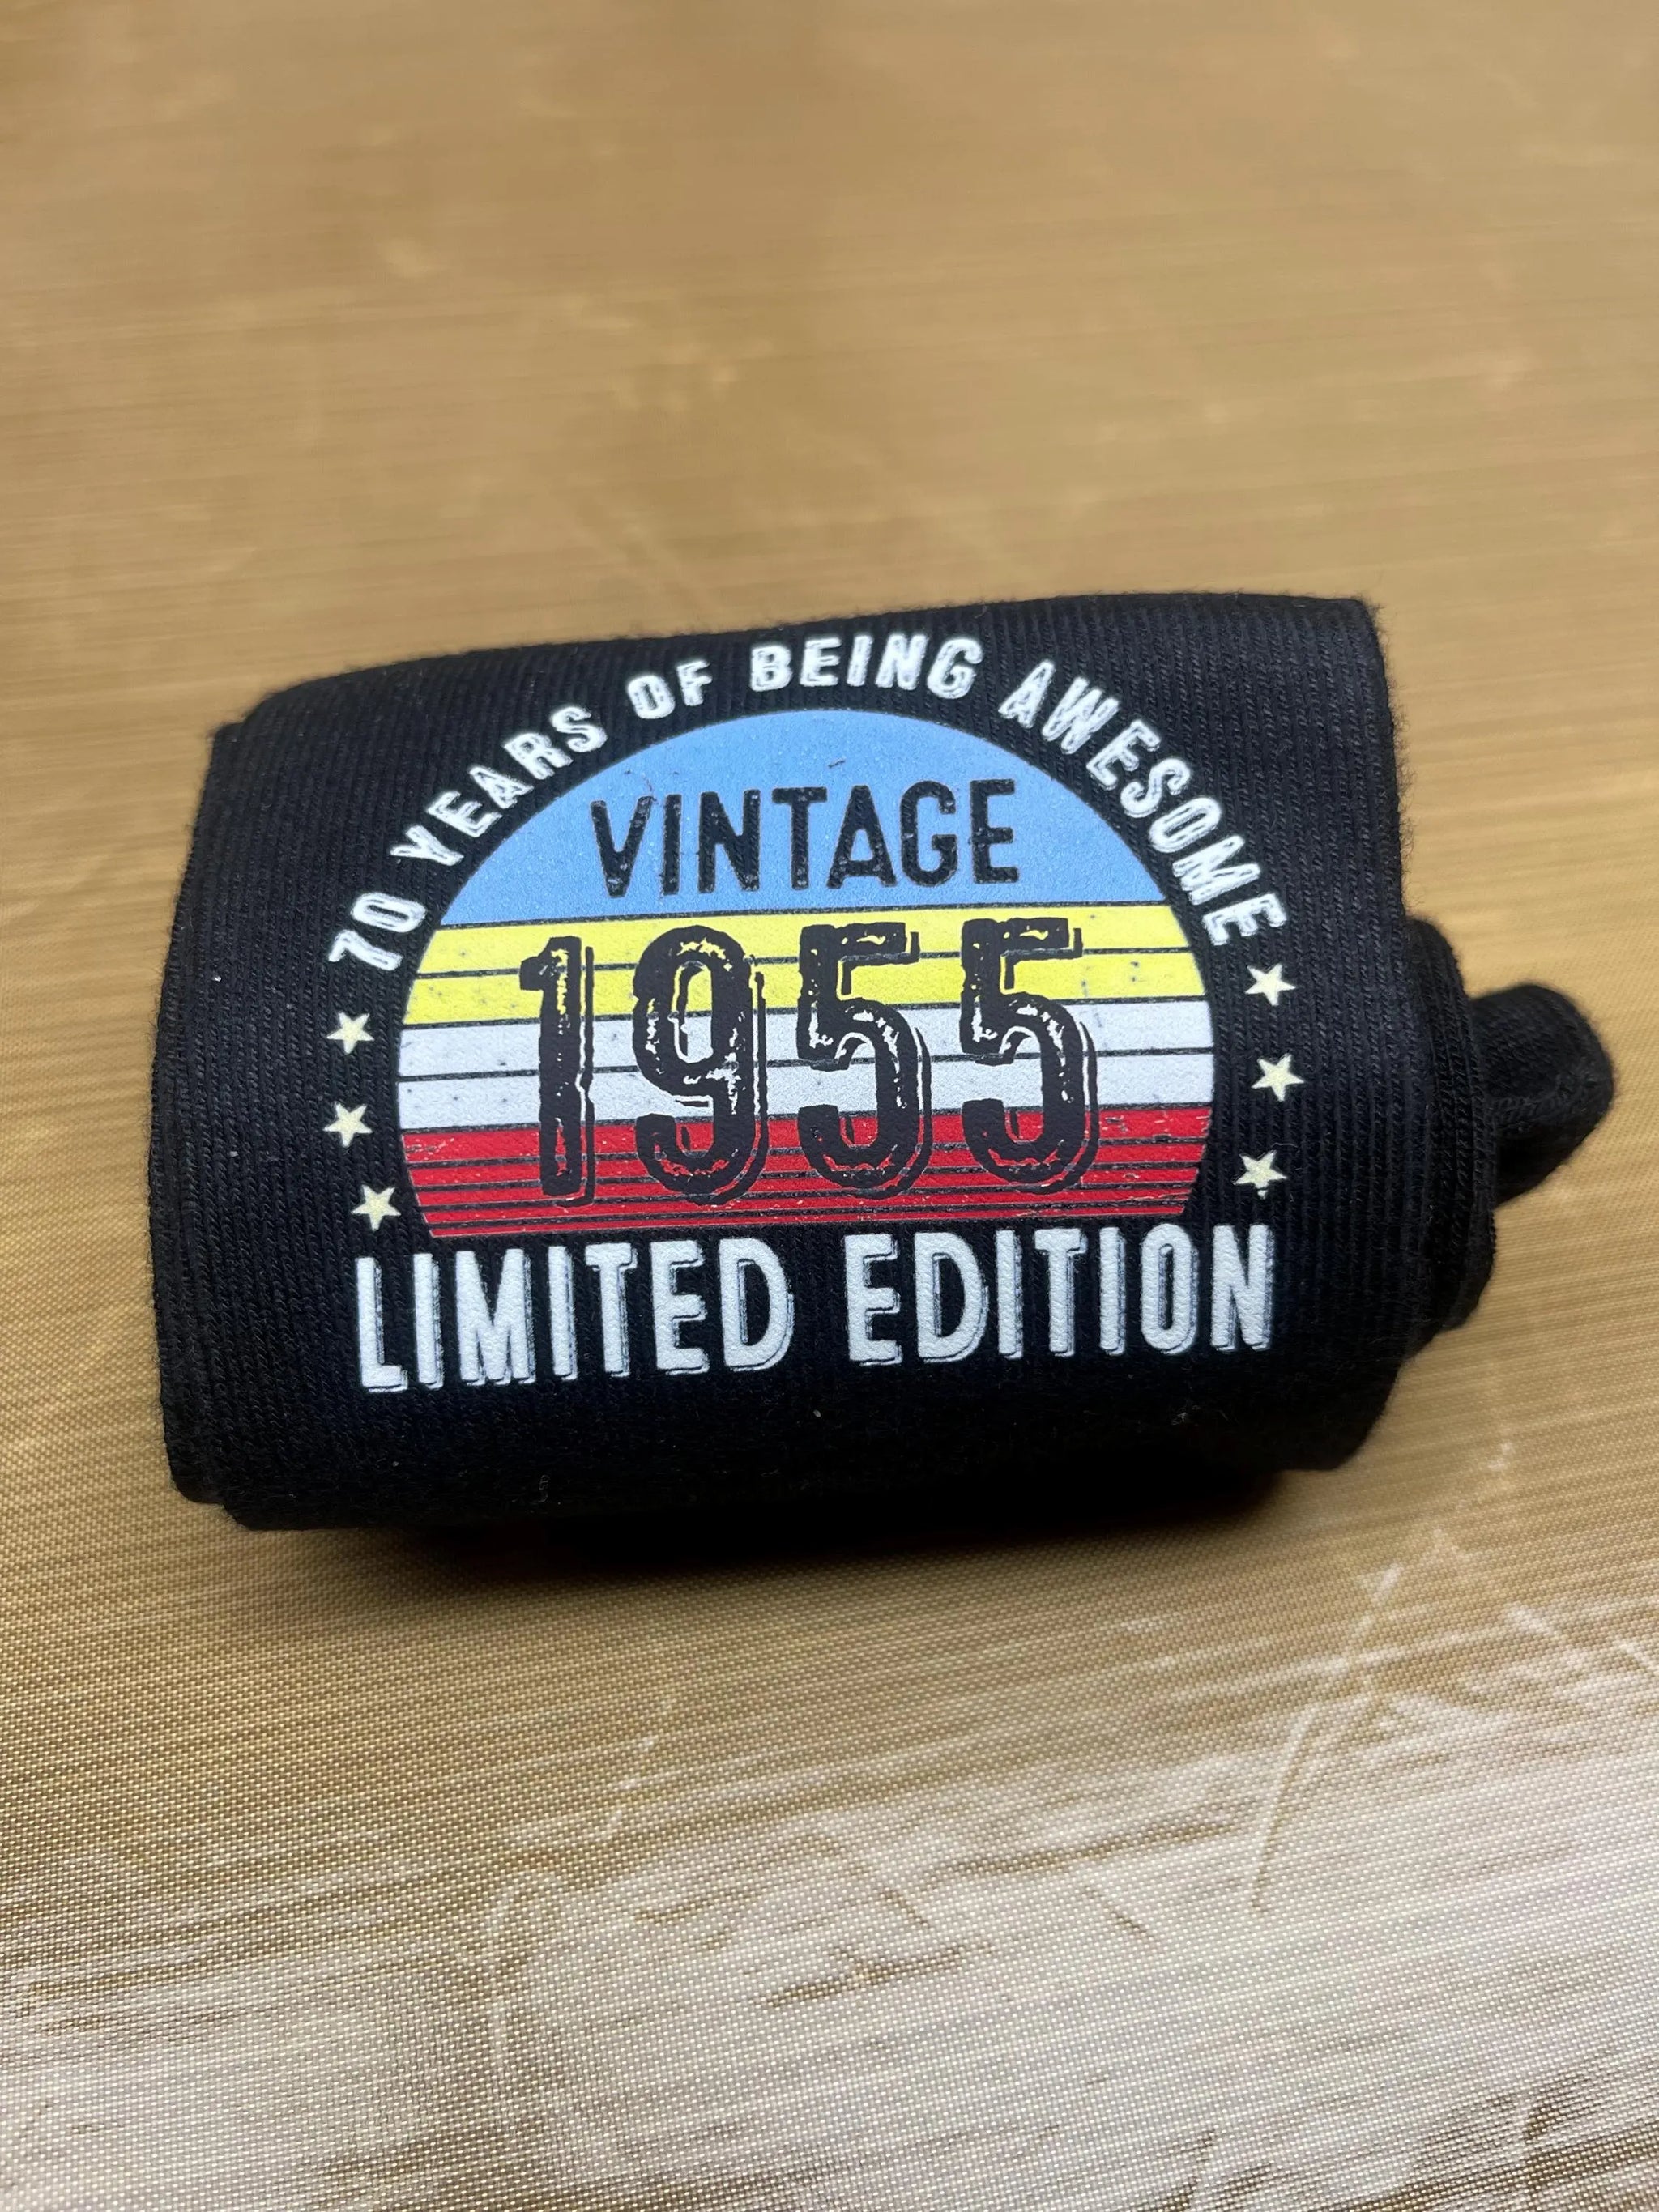 70 YEARS OF BEING AWESOME
VINTAGE
1955
LIMITED EDITION